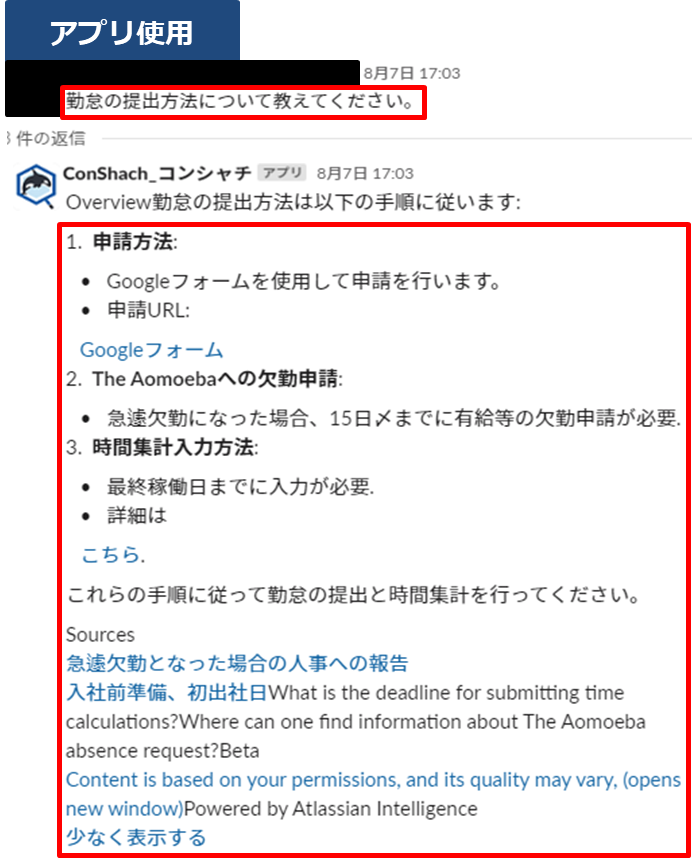 アプリ使用
8月7日 17:03
勤怠の提出方法について教えてください。
3 件の返信
ConShach_コンシャチ アプリ 8月7日 17:03
Overview勤怠の提出方法は以下の手順に従います:
1. 申請方法:
• Googleフォームを使用して申請を行います。
• 申請URL:
Googleフォーム
2. The Aomoebaへの欠勤申請:
• 急遽欠勤になった場合、15日〆までに有給等の欠勤申請が必要.
3. 時間集計入力方法:
• 最終稼働日までに入力が必要.
• 詳細は
こちら.
これらの手順に従って勤怠の提出と時間集計を行ってください。
Sources
急遽欠勤となった場合の人事への報告
入社前準備、初出社日What is the deadline for submitting time
calculations?Where can one find information about The Aomoeba
absence request?Beta
Content is based on your permissions, and its quality may vary, (opens
new window)Powered by Atlassian Intelligence
少なく表示する